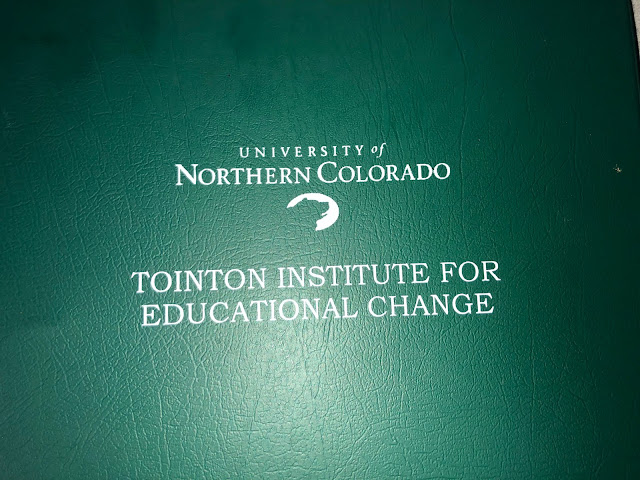 UNIVERSITY of
NORTHERN COLORADO
TOINTON INSTITUTE FOR
EDUCATIONAL CHANGE